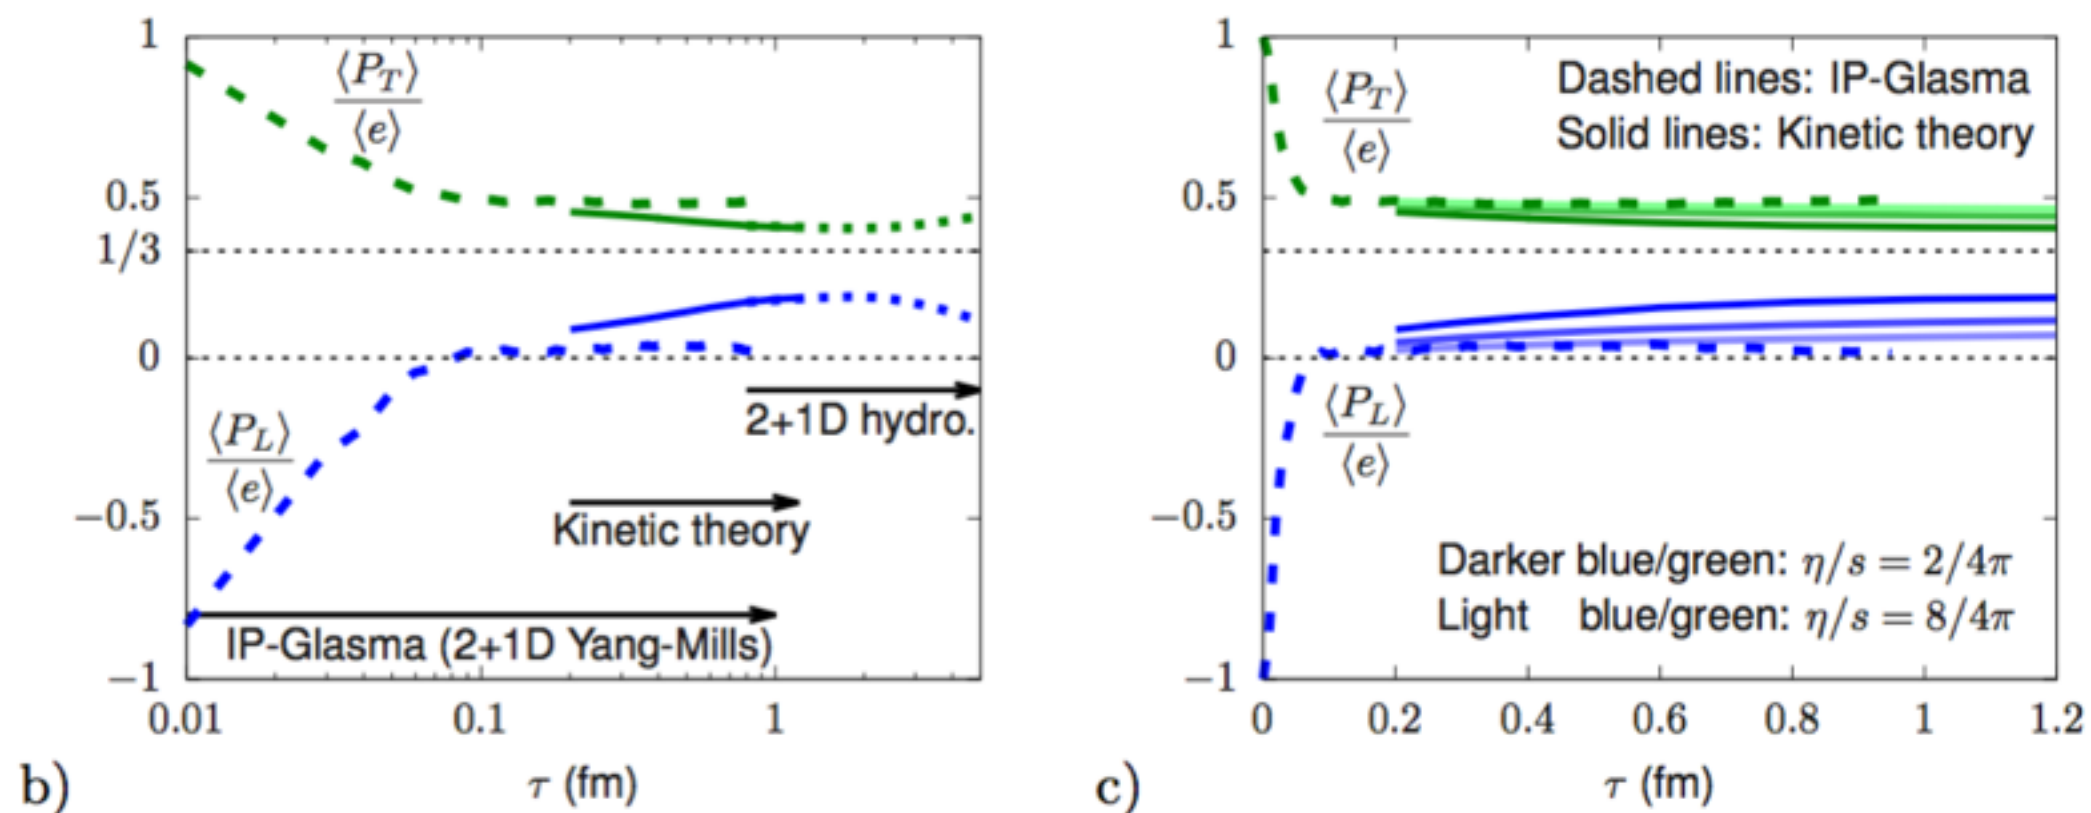 1
0.5
1/3
0
−0.5
−1
⟨P_T⟩
⟨e⟩
⟨P_L⟩
⟨e⟩
2+1D hydro.
Kinetic theory
IP-Glasma (2+1D Yang-Mills)
0.01
0.1
1
b)
τ (fm)
1
0.5
0
−0.5
−1
⟨P_T⟩
⟨e⟩
Dashed lines: IP-Glasma
Solid lines: Kinetic theory
⟨P_L⟩
⟨e⟩
Darker blue/green: η/s = 2/4π
Light blue/green: η/s = 8/4π
0
0.2
0.4
0.6
0.8
1
1.2
c)
τ (fm)